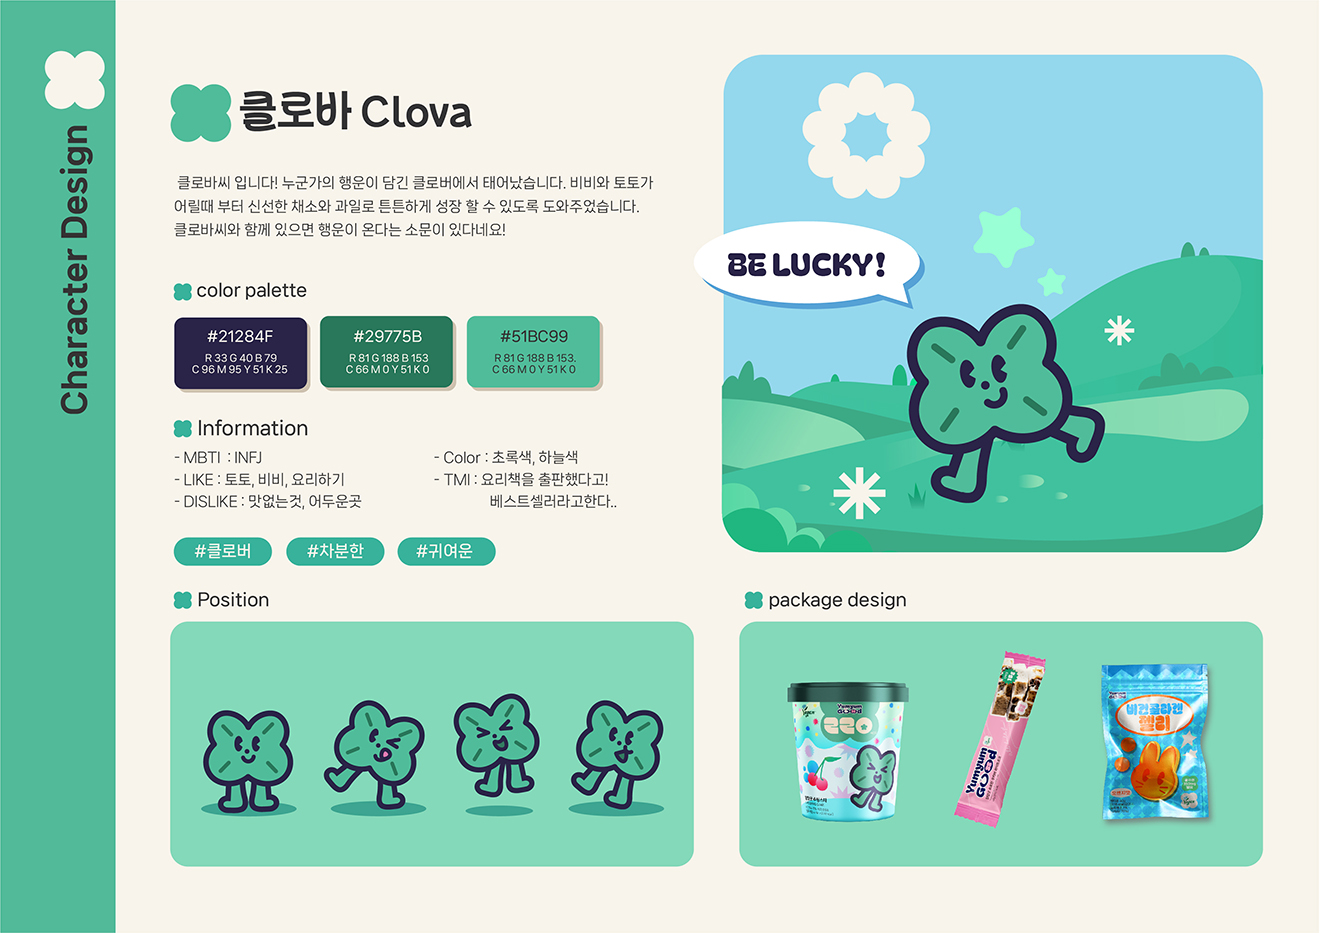 Character Design
클로바 Clova
클로바씨 입니다! 누군가의 행운이 담긴 클로버에서 태어났습니다. 비비와 토토가
어릴때 부터 신선한 채소와 과일로 튼튼하게 성장 할 수 있도록 도와주었습니다.
클로바씨와 함께 있으면 행운이 온다는 소문이 있다네요!
color palette
#21284F
R 33 G 40 B 79
C 96 M 95 Y 51 K 25
#29775B
R 81 G 188 B 153
C 66 M 0 Y 51 K 0
#51BC99
R 81 G 188 B 153.
C 66 M 0 Y 51 K 0
Information
- MBTI : INFJ
- LIKE : 토토, 비비, 요리하기
- DISLIKE : 맛없는것, 어두운곳
- Color : 초록색, 하늘색
- TMI : 요리책을 출판했다고!
베스트셀러라고한다..
#클로버
#차분한
#귀여운
BE LUCKY!
Position
package design
Yumyum
GOOd
Yumyum
GOOd
비건콜라겐
젤리